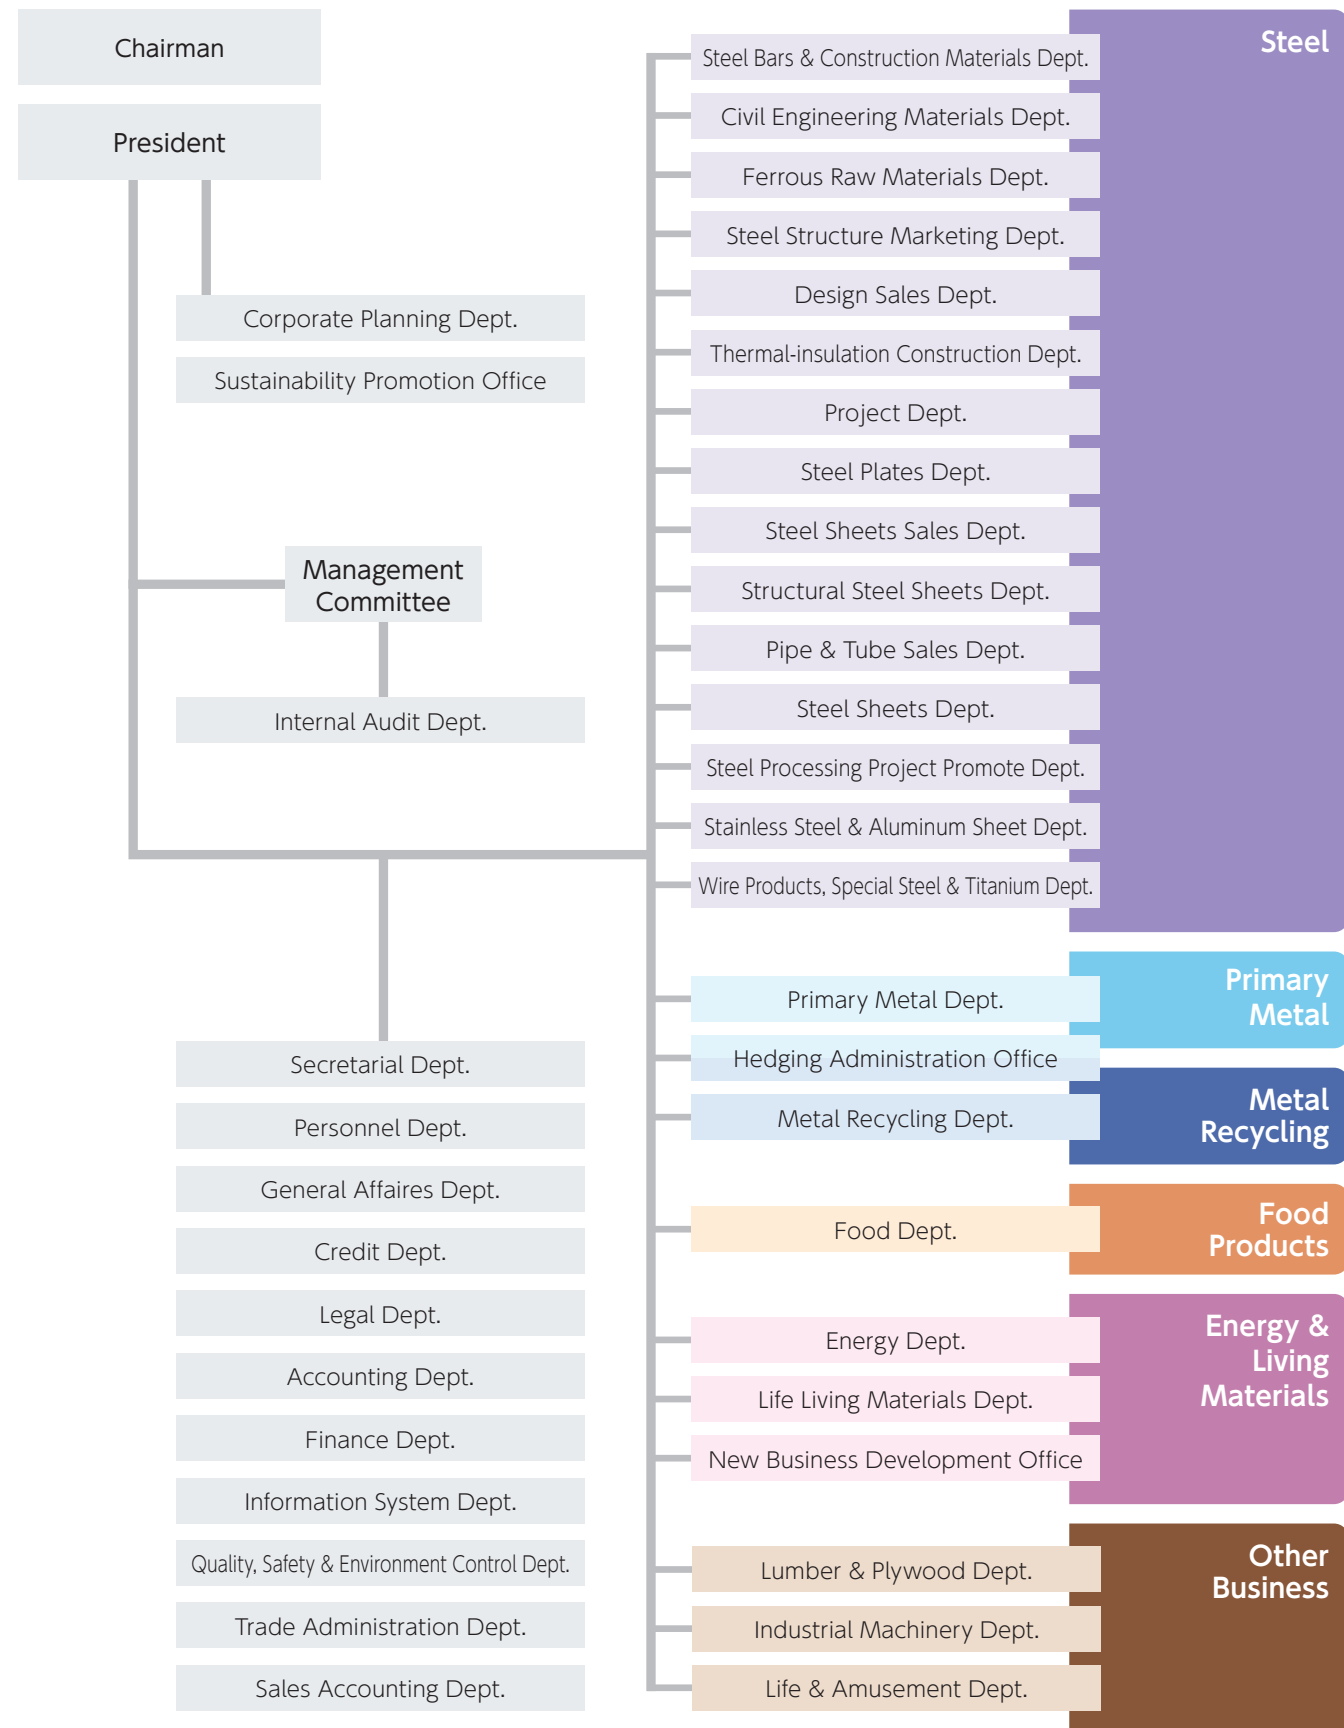 Chairman
President
Corporate Planning Dept.
Sustainability Promotion Office
Management
Committee
Internal Audit Dept.
Secretarial Dept.
Personnel Dept.
General Affaires Dept.
Credit Dept.
Legal Dept.
Accounting Dept.
Finance Dept.
Information System Dept.
Quality, Safety & Environment Control Dept.
Trade Administration Dept.
Sales Accounting Dept.
Steel
Steel Bars & Construction Materials Dept.
Civil Engineering Materials Dept.
Ferrous Raw Materials Dept.
Steel Structure Marketing Dept.
Design Sales Dept.
Thermal-insulation Construction Dept.
Project Dept.
Steel Plates Dept.
Steel Sheets Sales Dept.
Structural Steel Sheets Dept.
Pipe & Tube Sales Dept.
Steel Sheets Dept.
Steel Processing Project Promote Dept.
Stainless Steel & Aluminum Sheet Dept.
Wire Products, Special Steel & Titanium Dept.
Primary
Metal
Primary Metal Dept.
Hedging Administration Office
Metal
Recycling
Metal Recycling Dept.
Food
Products
Food Dept.
Energy &
Living
Materials
Energy Dept.
Life Living Materials Dept.
New Business Development Office
Other
Business
Lumber & Plywood Dept.
Industrial Machinery Dept.
Life & Amusement Dept.